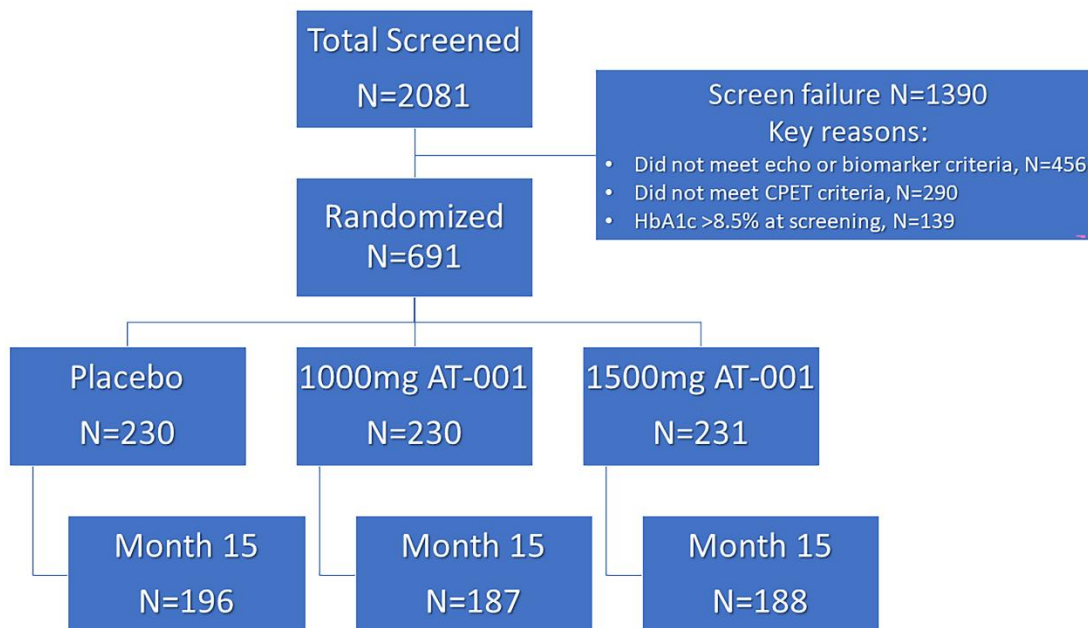 Total Screened
N=2081
Screen failure N=1390
Key reasons:
• Did not meet echo or biomarker criteria, N=456
• Did not meet CPET criteria, N=290
• HbA1c >8.5% at screening, N=139
Randomized
N=691
Placebo
N=230
1000mg AT-001
N=230
1500mg AT-001
N=231
Month 15
N=196
Month 15
N=187
Month 15
N=188